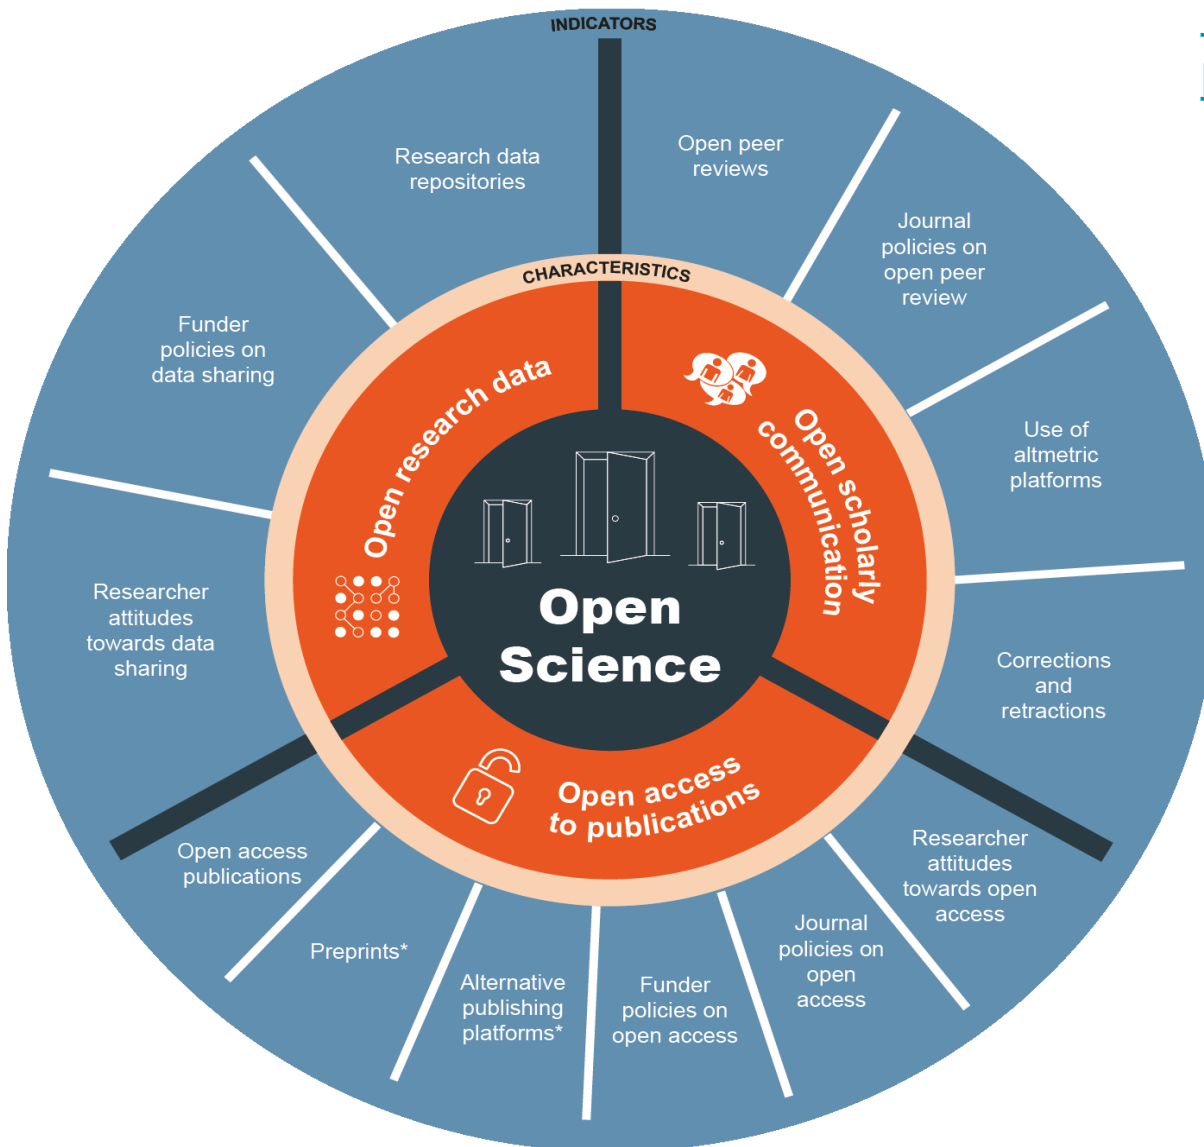 INDICATORS
Research data
repositories
Open peer
reviews
Journal
policies on
open peer
review
Funder
policies on
data sharing
Use of
altmetric
platforms
Researcher
attitudes
towards data
sharing
Corrections
and
retractions
CHARACTERISTICS
Open research data
Open scholarly
communication
Open
Science
Open access
to publications
Open access
publications
Preprints*
Alternative
publishing
platforms*
Funder
policies on
open access
Journal
policies on
open
access
Researcher
attitudes
towards open
access